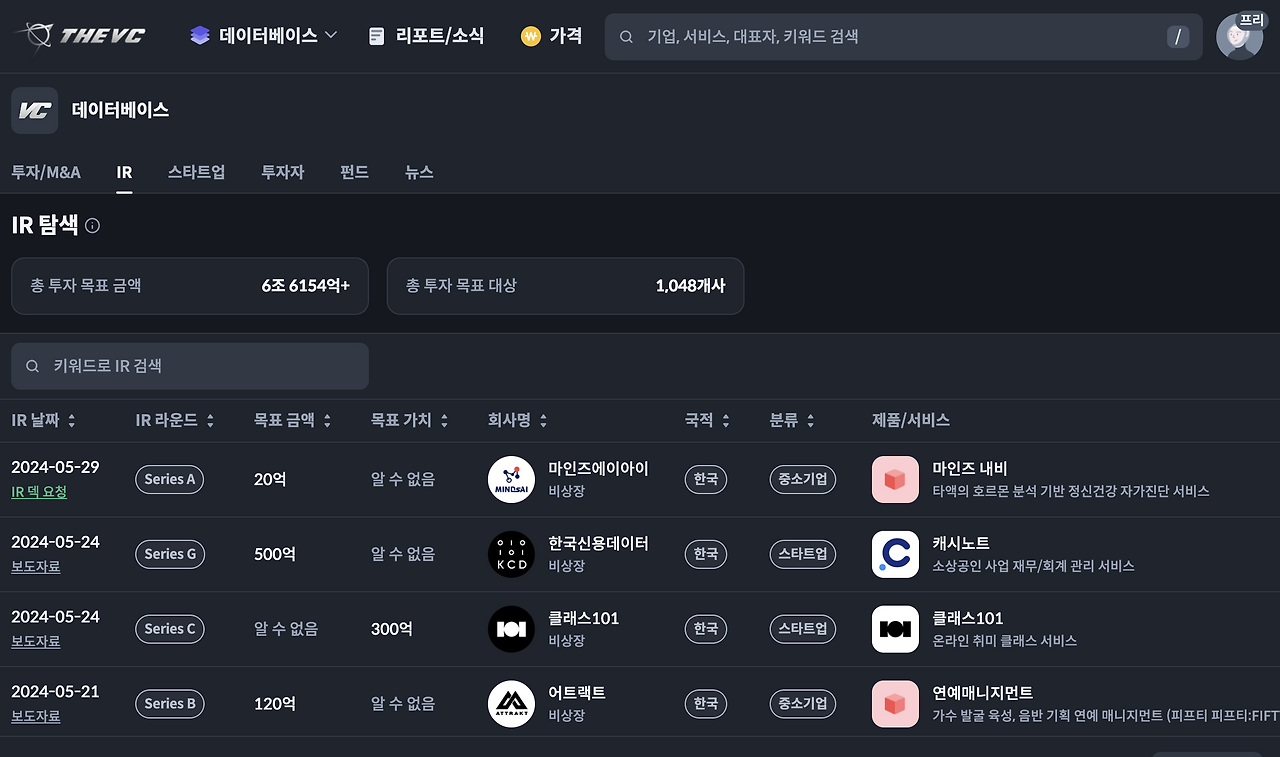 THEVC 데이터베이스 리포트/소식 가격 기업, 서비스, 대표자, 키워드 검색 / 프리
VC 데이터베이스
투자/M&A IR 스타트업 투자자 펀드 뉴스
IR 탐색
총 투자 목표 금액 6조 6154억+ 총 투자 목표 대상 1,048개사
키워드로 IR 검색
IR 날짜 IR 라운드 목표 금액 목표 가치 회사명 국적 분류 제품/서비스
2024-05-29 Series A 20억 알 수 없음 MINDsAI 마인즈에이아이 한국 중소기업 마인즈 내비
IR 덱 요청 비상장 타액의 호르몬 분석 기반 정신건강 자가진단 서비스
2024-05-24 Series G 500억 알 수 없음 KCD 한국신용데이터 한국 스타트업 캐시노트
보도자료 비상장 소상공인 사업 재무/회계 관리 서비스
2024-05-24 Series C 알 수 없음 300억 101 클래스101 한국 스타트업 101 클래스101
보도자료 비상장 온라인 취미 클래스 서비스
2024-05-21 Series B 120억 알 수 없음 ATTRAKT 어트랙트 한국 중소기업 연예매니지먼트
보도자료 비상장 가수 발굴 육성, 음반 기획 연예 매니지먼트 (피프티 피프티:FIFT